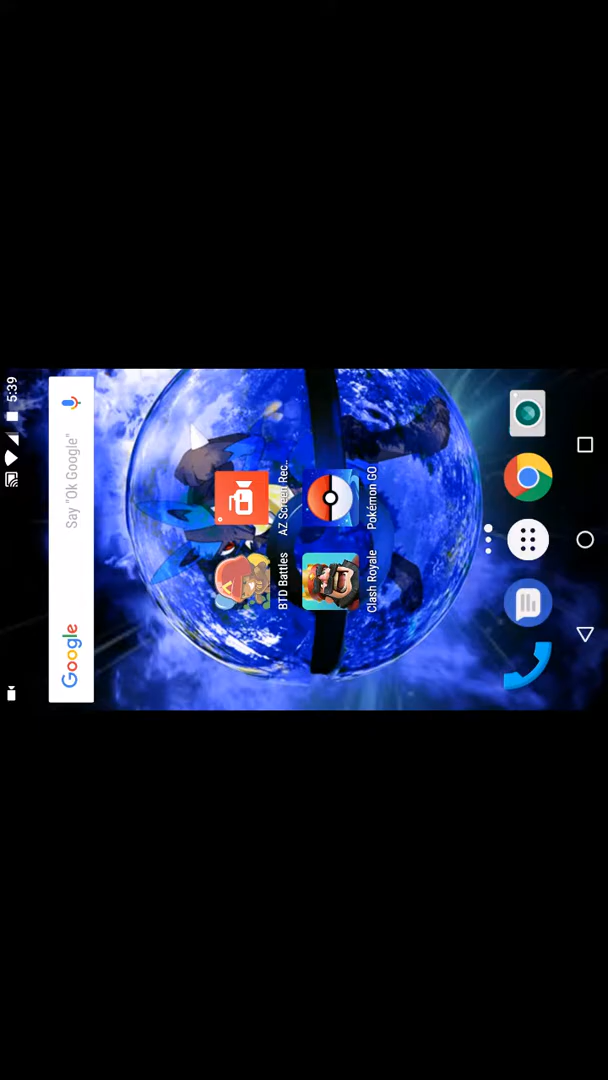 5:39
Google
Say "Ok Google"
BTD Battles
AZ Screen Rec..
Clash Royale
Pokémon GO